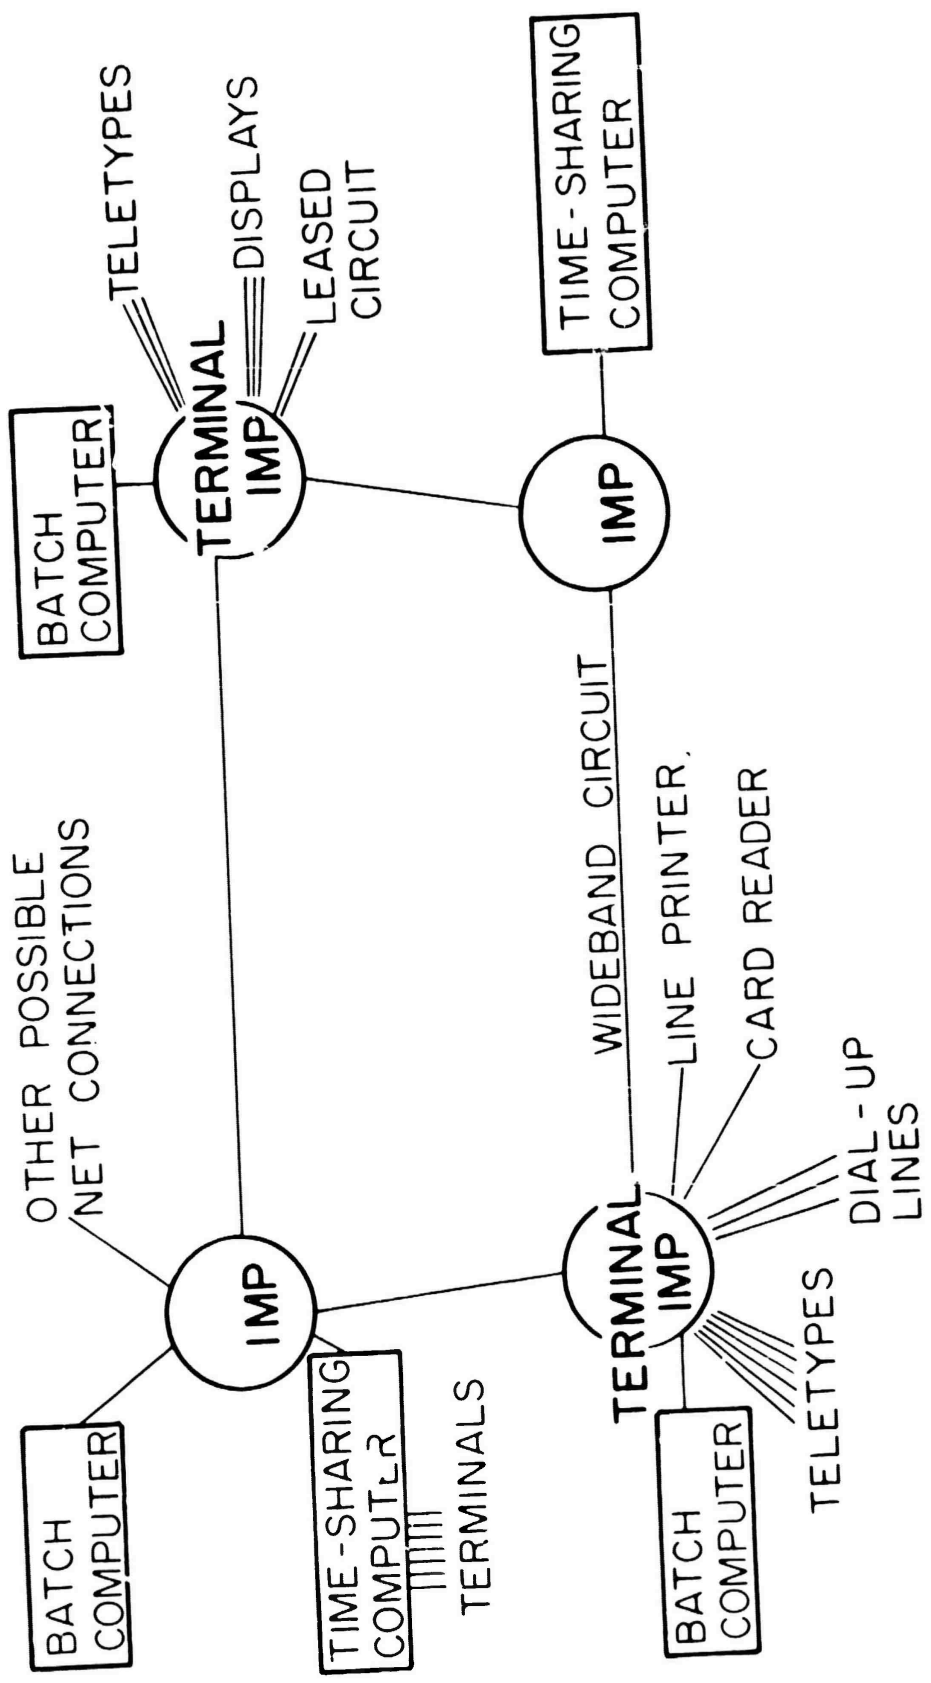 OTHER POSSIBLE
NET CONNECTIONS
BATCH
COMPUTER
BATCH
COMPUTER
TELETYPES
IMP
TERMINAL
IMP
DISPLAYS
LEASED
CIRCUIT
TIME-SHARING
COMPUTER
TERMINALS
WIDEBAND CIRCUIT
TERMINAL
IMP
IMP
TIME-SHARING
COMPUTER
BATCH
COMPUTER
LINE PRINTER
CARD READER
TELETYPES
DIAL-UP
LINES